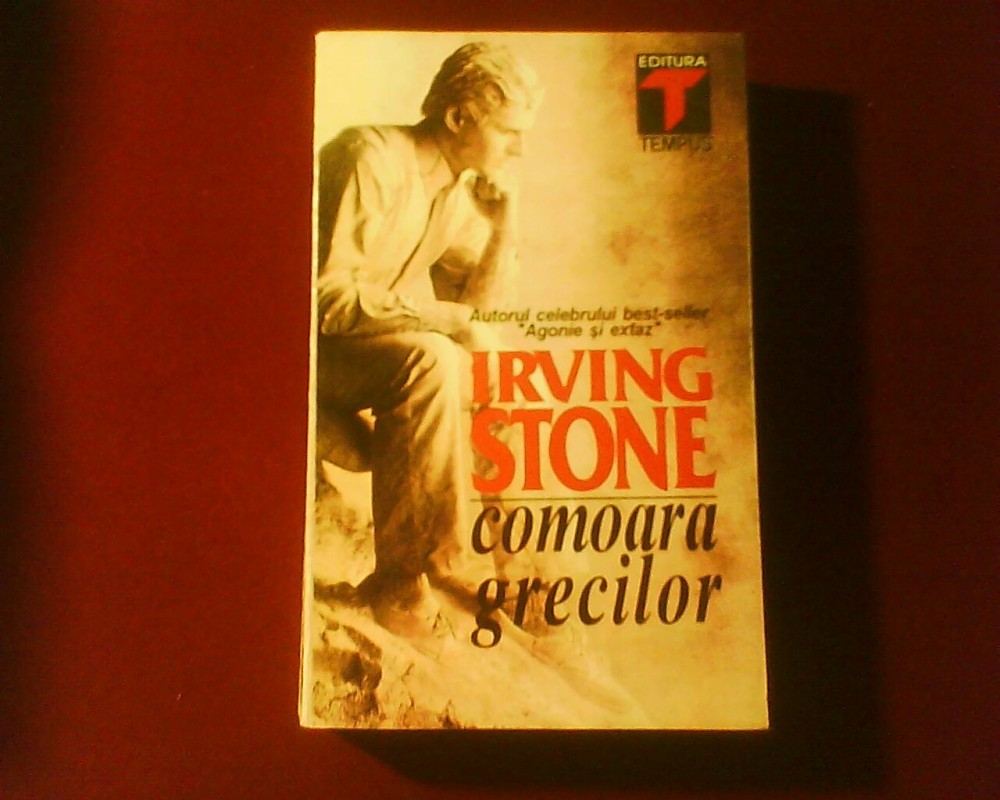 EDITURA
T
TEMPUS
Autorul celebrului best-seller
"Agonie și extaz"
IRVING
STONE
comoara
grecilor